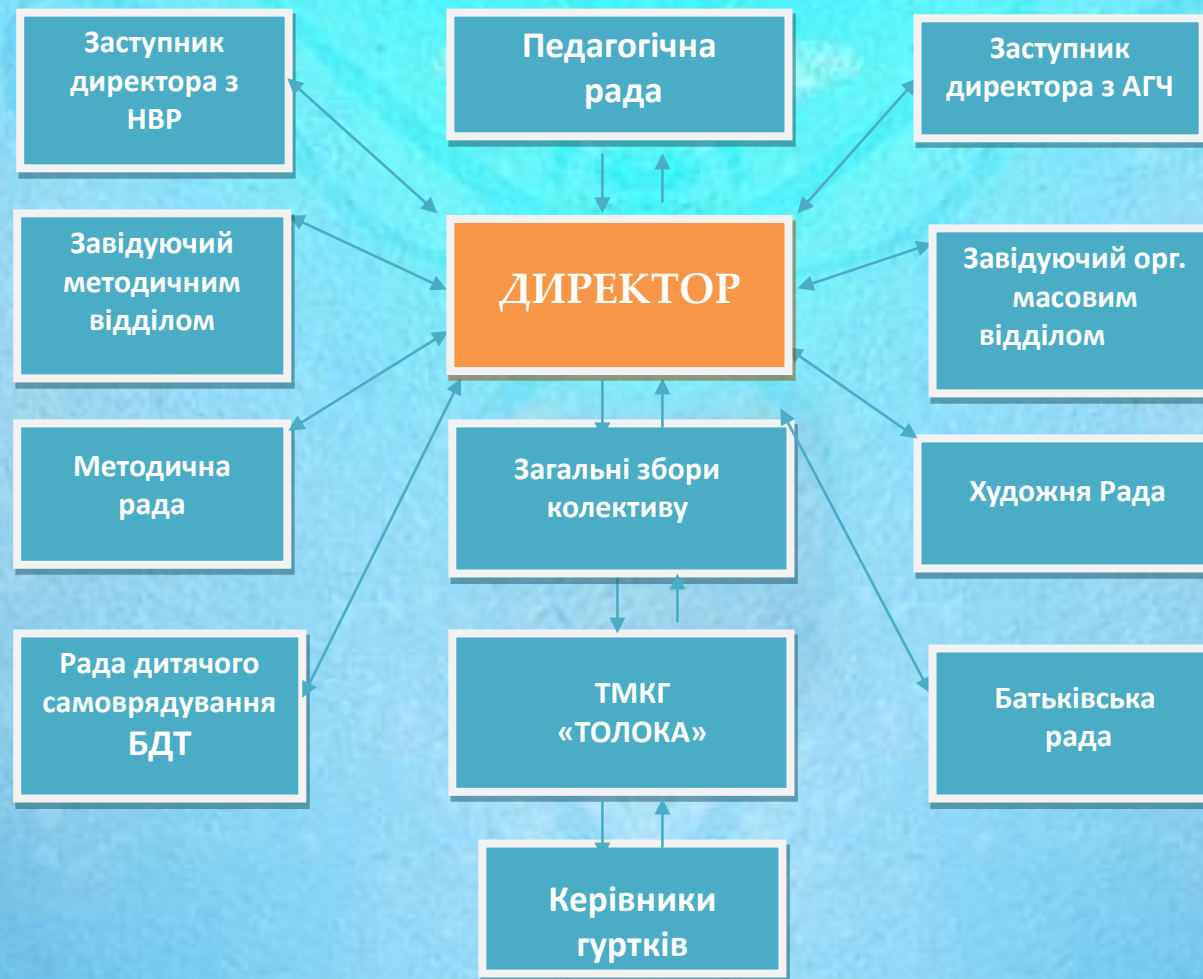 Заступник
директора з
НВР
Педагогічна
рада
Заступник
директора з АГЧ
Завідуючий
методичним
відділом
ДИРЕКТОР
Завідуючий орг.
масовим
відділом
Методична
рада
Загальні збори
колективу
Художня Рада
Рада дитячого
самоврядування
БДТ
ТМКГ
«ТОЛОКА»
Батьківська
рада
Керівники
гуртків